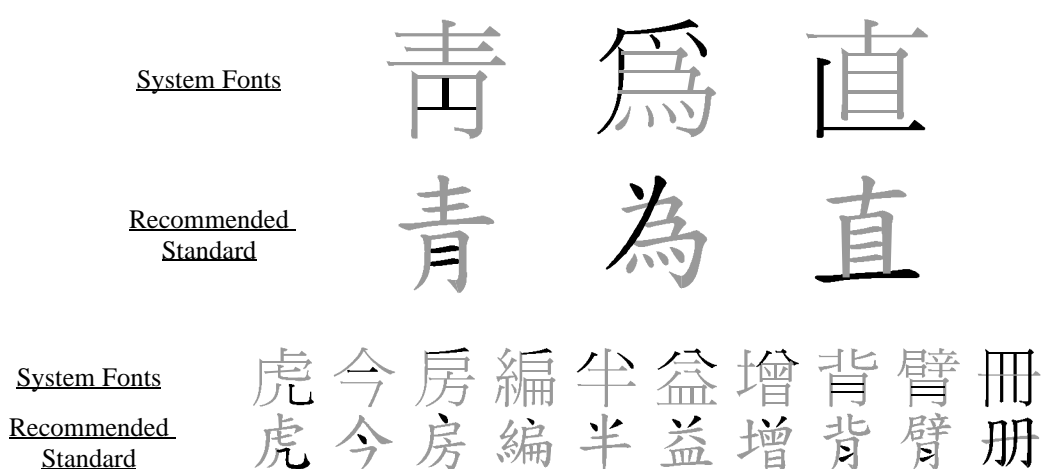 System Fonts
靑 爲 直
Recommended
Standard
青 為 直
System Fonts
虎 今 房 編 半 益 增 背 臂 冊
Recommended
Standard
虎 今 房 編 半 益 增 背 臂 册